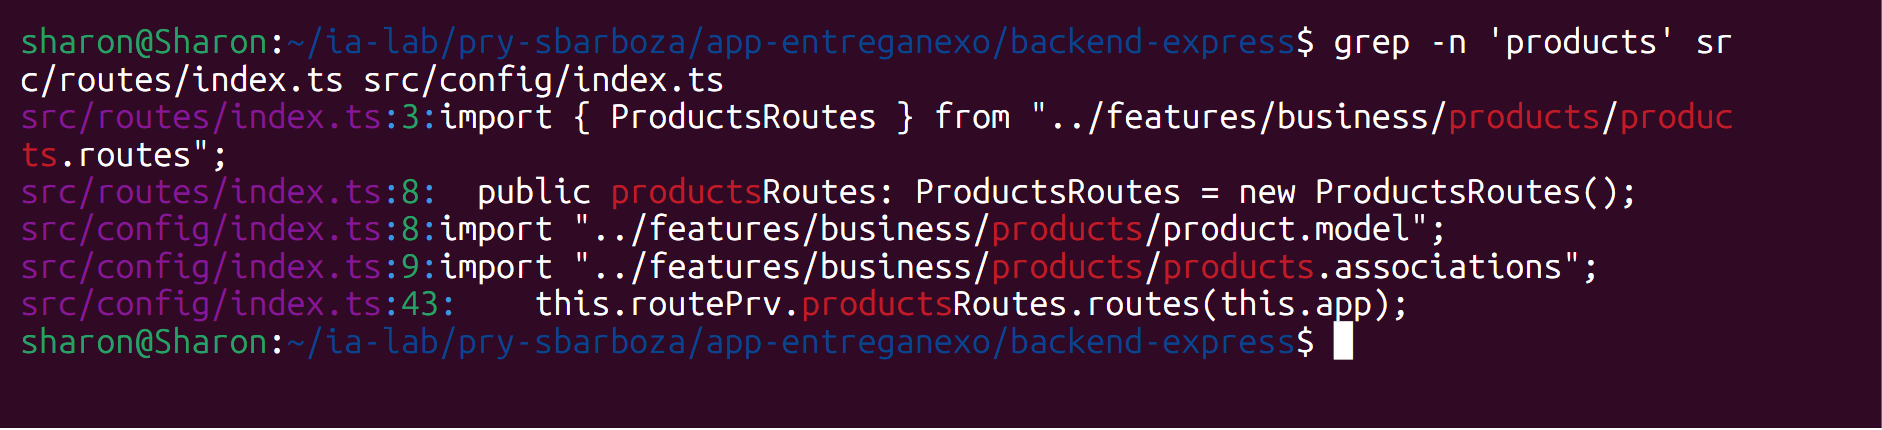 sharon@Sharon:~/ia-lab/pry-sbarboza/app-entreganexo/backend-express$ grep -n 'products' sr
c/routes/index.ts src/config/index.ts
src/routes/index.ts:3:import { ProductsRoutes } from "../features/business/products/produc
ts.routes";
src/routes/index.ts:8:  public productsRoutes: ProductsRoutes = new ProductsRoutes();
src/config/index.ts:8:import "../features/business/products/product.model";
src/config/index.ts:9:import "../features/business/products/products.associations";
src/config/index.ts:43:    this.routePrv.productsRoutes.routes(this.app);
sharon@Sharon:~/ia-lab/pry-sbarboza/app-entreganexo/backend-express$